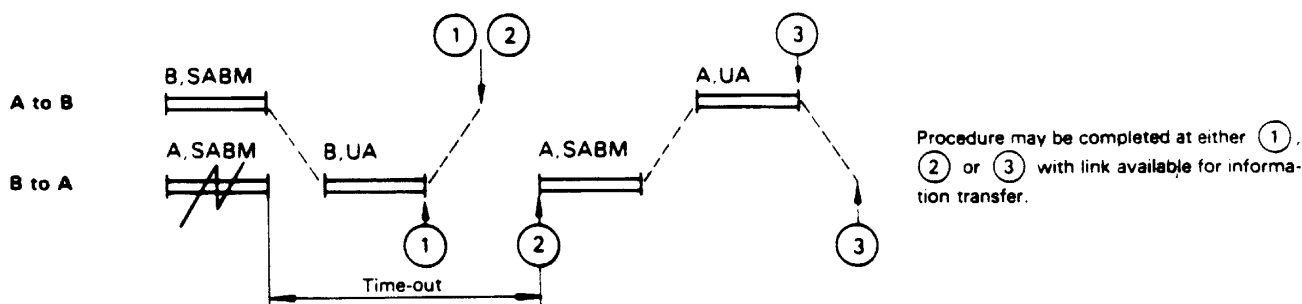 1 2
3
B,SABM A,UA
A to B
A,SABM B,UA A,SABM
B to A
1 2 3
Time-out
Procedure may be completed at either 1 ,
2 or 3 with link available for informa-
tion transfer.